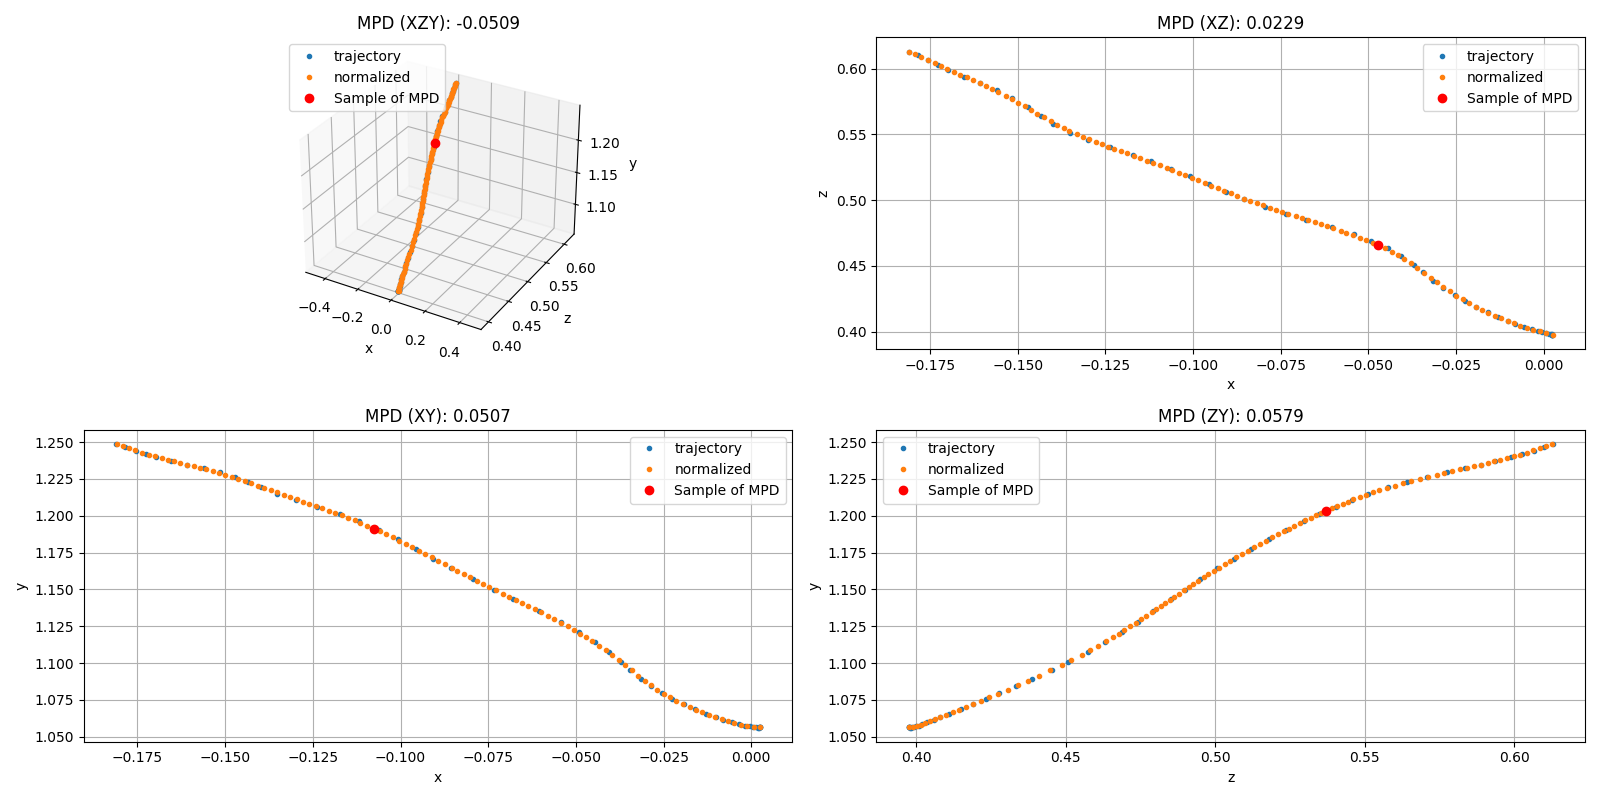 MPD (XZY): -0.0509
trajectory
normalized
Sample of MPD
1.20
1.15
1.10
y
0.60
0.55
0.50
0.45
0.40
z
−0.4
−0.2
0.0
0.2
0.4
x
MPD (XZ): 0.0229
trajectory
normalized
Sample of MPD
0.60
0.55
0.50
0.45
0.40
z
−0.175 −0.150 −0.125 −0.100 −0.075 −0.050 −0.025 0.000
x
MPD (XY): 0.0507
trajectory
normalized
Sample of MPD
1.250
1.225
1.200
1.175
1.150
1.125
1.100
1.075
1.050
y
−0.175 −0.150 −0.125 −0.100 −0.075 −0.050 −0.025 0.000
x
MPD (ZY): 0.0579
trajectory
normalized
Sample of MPD
1.250
1.225
1.200
1.175
1.150
1.125
1.100
1.075
1.050
y
0.40 0.45 0.50 0.55 0.60
z